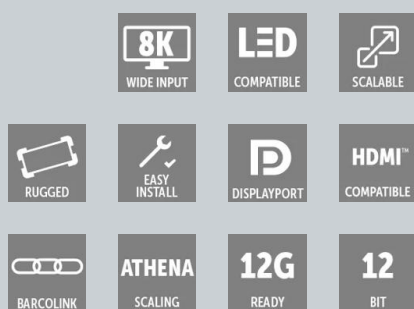 8K
WIDE INPUT
LED
COMPATIBLE
SCALABLE
RUGGED
EASY
INSTALL
DISPLAYPORT
HDMI™
COMPATIBLE
BARCOLINK
ATHENA
SCALING
12G
READY
12
BIT